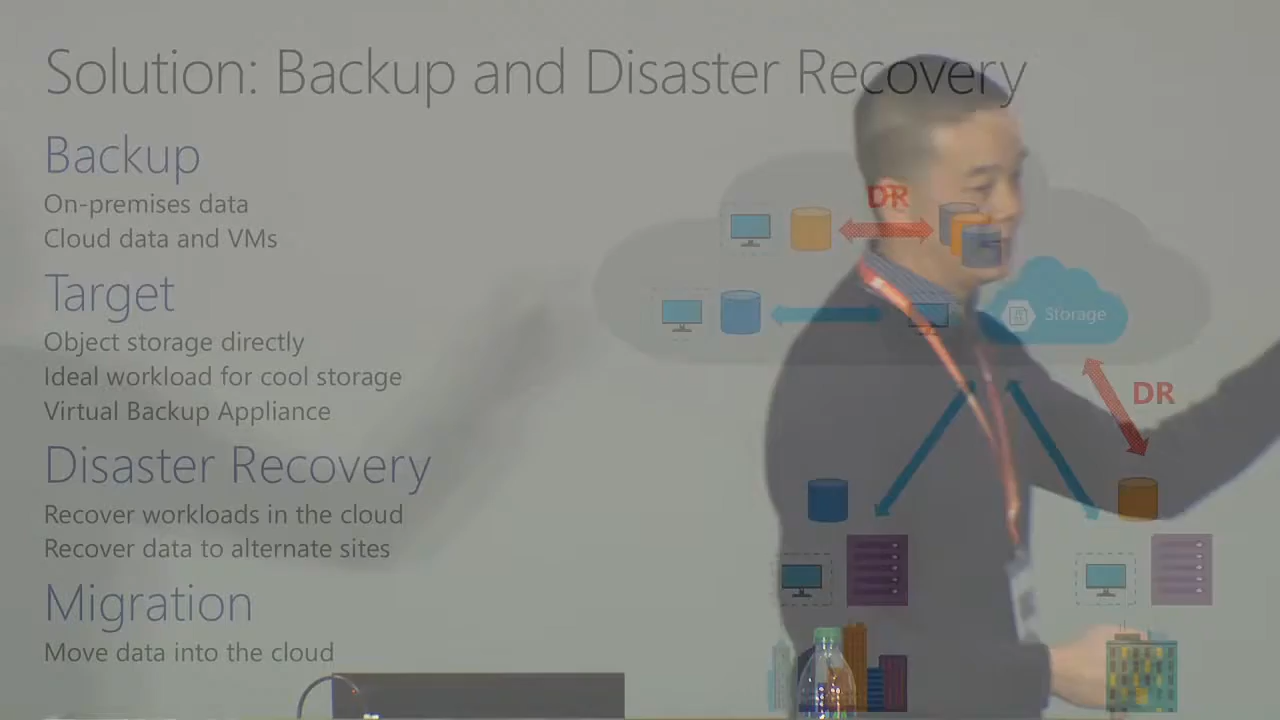 Solution: Backup and Disaster Recovery
Backup
On-premises data
Cloud data and VMs
Target
Object storage directly
Ideal workload for cool storage
Virtual Backup Appliance
Disaster Recovery
Recover workloads in the cloud
Recover data to alternate sites
Migration
Move data into the cloud
DR
Storage
DR